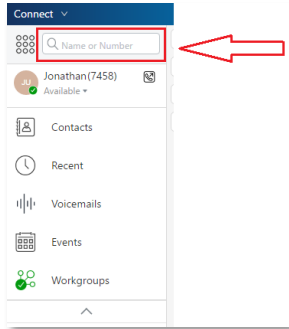 Connect
Name or Number
JU
Jonathan(7458)
Available
Contacts
Recent
Voicemails
Events
Workgroups